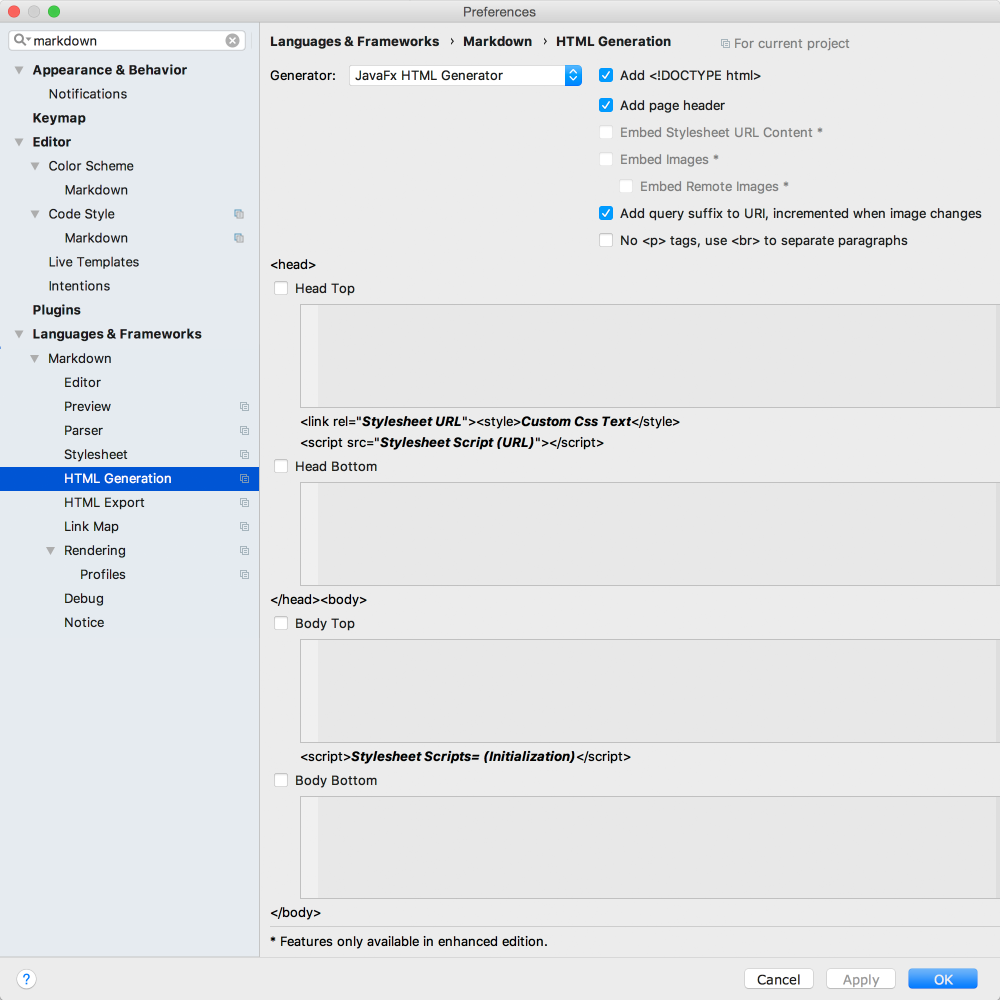 Preferences
markdown
Appearance & Behavior
Notifications
Keymap
Editor
Color Scheme
Markdown
Code Style
Markdown
Live Templates
Intentions
Plugins
Languages & Frameworks
Markdown
Editor
Preview
Parser
Stylesheet
HTML Generation
HTML Export
Link Map
Rendering
Profiles
Debug
Notice
?
Languages & Frameworks › Markdown › HTML Generation For current project
Generator: JavaFx HTML Generator
Add <!DOCTYPE html>
Add page header
Embed Stylesheet URL Content *
Embed Images *
Embed Remote Images *
Add query suffix to URI, incremented when image changes
No <p> tags, use <br> to separate paragraphs
<head>
Head Top
<link rel="Stylesheet URL"><style>Custom Css Text</style>
<script src="Stylesheet Script (URL)"></script>
Head Bottom
</head><body>
Body Top
<script>Stylesheet Scripts= (Initialization)</script>
Body Bottom
</body>
* Features only available in enhanced edition.
Cancel Apply OK